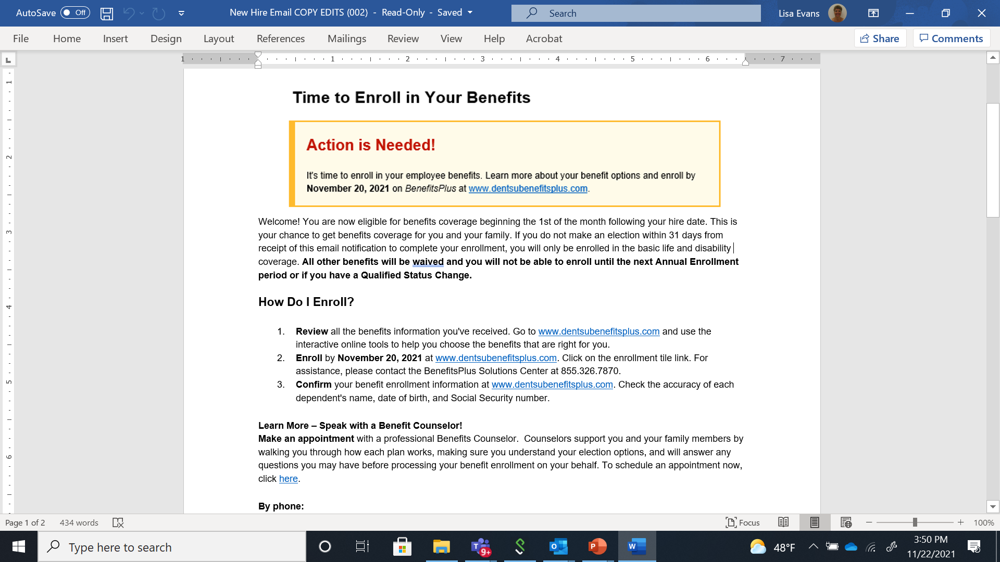 AutoSave Off New Hire Email COPY EDITS (002) - Read-Only - Saved Search Lisa Evans
File Home Insert Design Layout References Mailings Review View Help Acrobat Share Comments
1 1 2 3 4 5 6 7
Time to Enroll in Your Benefits
Action is Needed!
It's time to enroll in your employee benefits. Learn more about your benefit options and enroll by
November 20, 2021 on BenefitsPlus at www.dentsubenefitsplus.com.
Welcome! You are now eligible for benefits coverage beginning the 1st of the month following your hire date. This is
your chance to get benefits coverage for you and your family. If you do not make an election within 31 days from
receipt of this email notification to complete your enrollment, you will only be enrolled in the basic life and disability
coverage. All other benefits will be waived and you will not be able to enroll until the next Annual Enrollment
period or if you have a Qualified Status Change.
How Do I Enroll?
1. Review all the benefits information you've received. Go to www.dentsubenefitsplus.com and use the
interactive online tools to help you choose the benefits that are right for you.
2. Enroll by November 20, 2021 at www.dentsubenefitsplus.com. Click on the enrollment tile link. For
assistance, please contact the BenefitsPlus Solutions Center at 855.326.7870.
3. Confirm your benefit enrollment information at www.dentsubenefitsplus.com. Check the accuracy of each
dependent's name, date of birth, and Social Security number.
Learn More – Speak with a Benefit Counselor!
Make an appointment with a professional Benefits Counselor.  Counselors support you and your family members by
walking you through how each plan works, making sure you understand your election options, and will answer any
questions you may have before processing your benefit enrollment on your behalf. To schedule an appointment now,
click here.
By phone:
1
2
3
4
5
6
Page 1 of 2 434 words Focus 100%
Type here to search T 9+ O P W 48°F 3:50 PM
11/22/2021